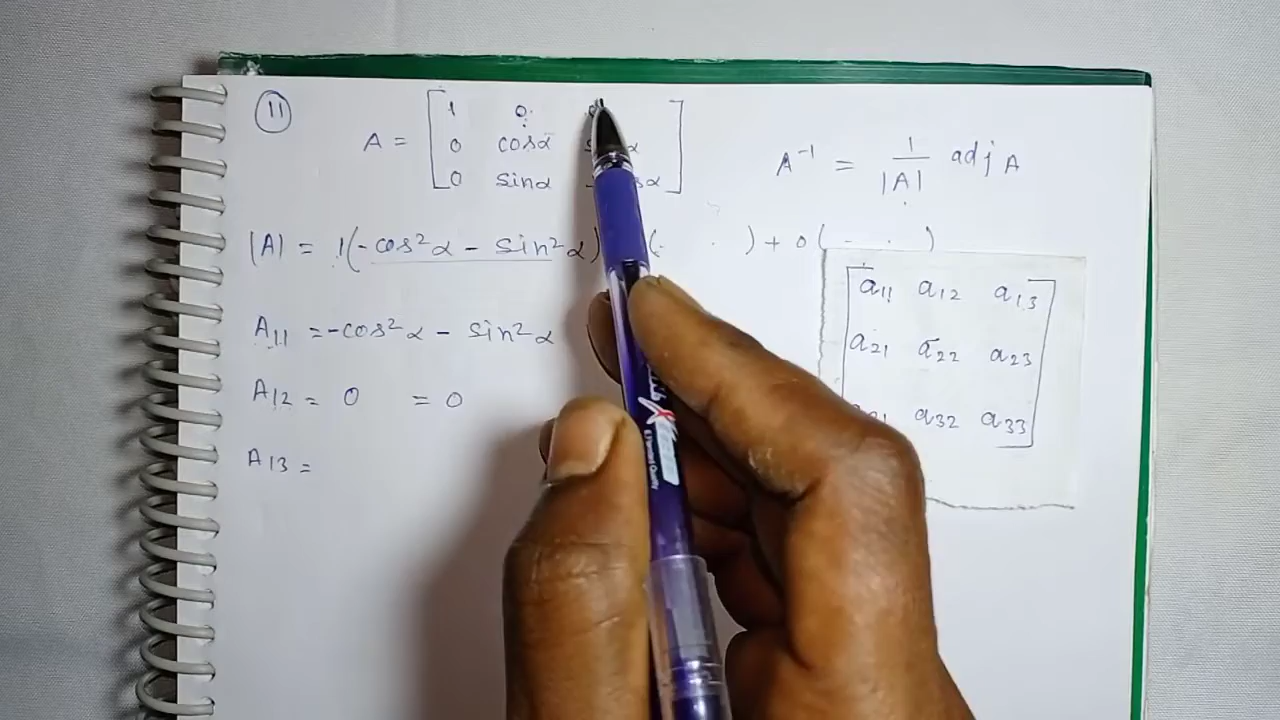 11
A = [ 1 0
0 cosα
0 sinα ]
A⁻¹ = 1/|A| adj A
|A| = 1(-cos²α - sin²α) ( . . ) + 0( . . )
A11 = -cos²α - sin²α
A12 = 0 = 0
A13 =
a11 a12 a13
a21 a22 a23
a32 a33